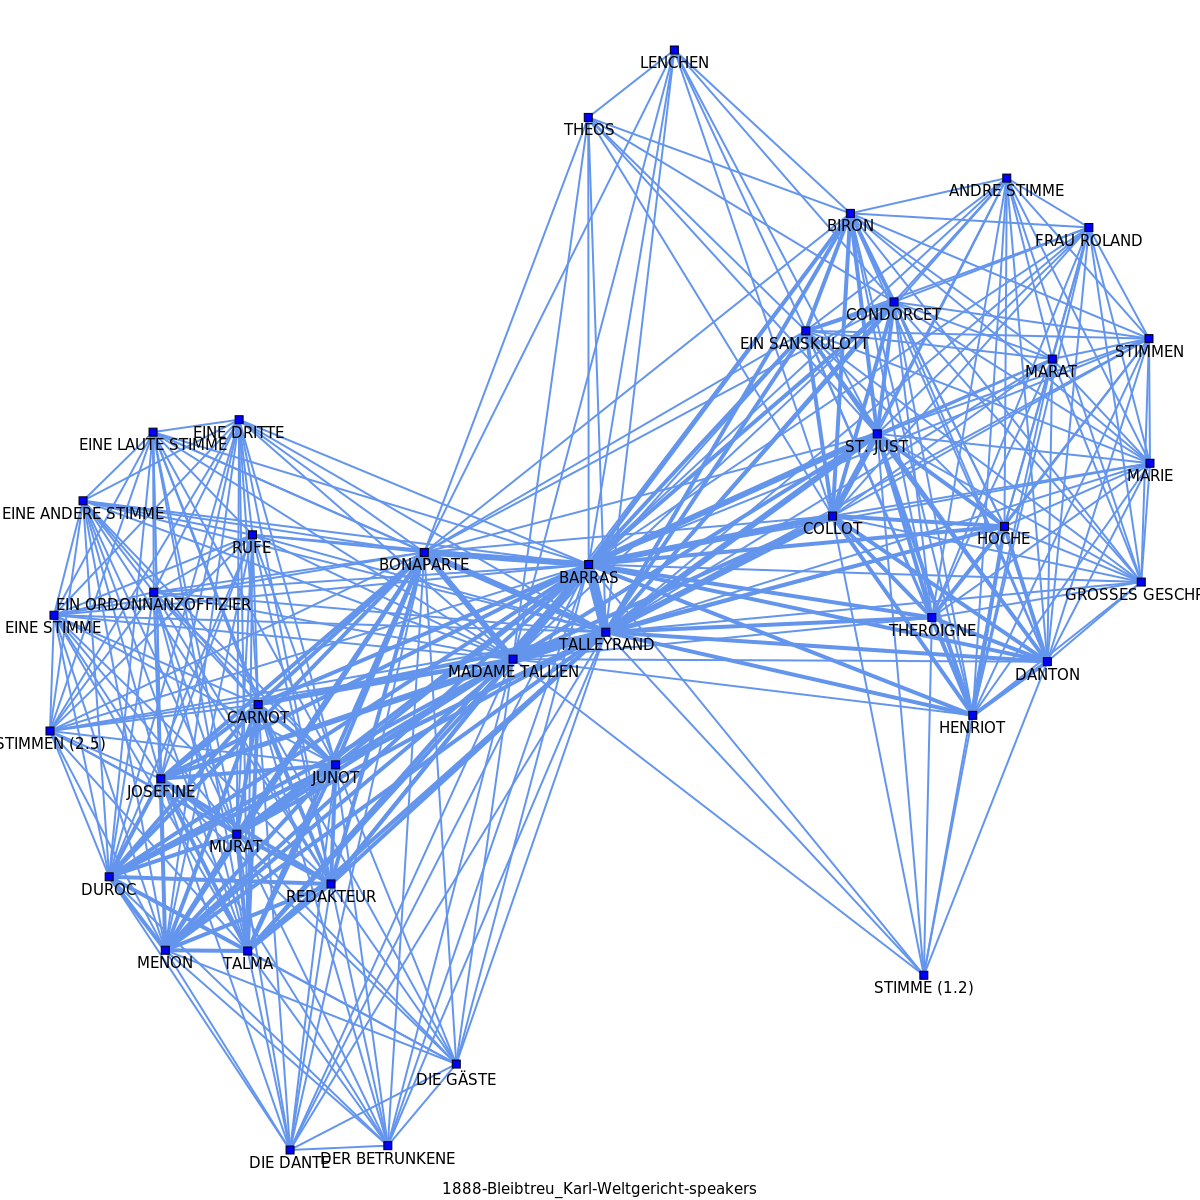 LENCHEN
THEOS
ANDRE STIMME
BIRON
FRAU ROLAND
CONDORCET
EIN SANSKULOTT
STIMMEN
MARAT
EINE DRITTE
EINE LAUTE STIMME
ST. JUST
MARIE
EINE ANDERE STIMME
COLLOT
HOCHE
RUFE
BONAPARTE
BARRAS
GROSSES GESCHR
EIN ORDONNANZOFFIZIER
EINE STIMME
THEROIGNE
TALLEYRAND
MADAME TALLIEN
DANTON
CARNOT
HENRIOT
STIMMEN (2.5)
JUNOT
JOSEFINE
MURAT
DUROC
REDAKTEUR
MENON
TALMA
STIMME (1.2)
DIE GÄSTE
DIE DANTE
DER BETRUNKENE
1888-Bleibtreu_Karl-Weltgericht-speakers